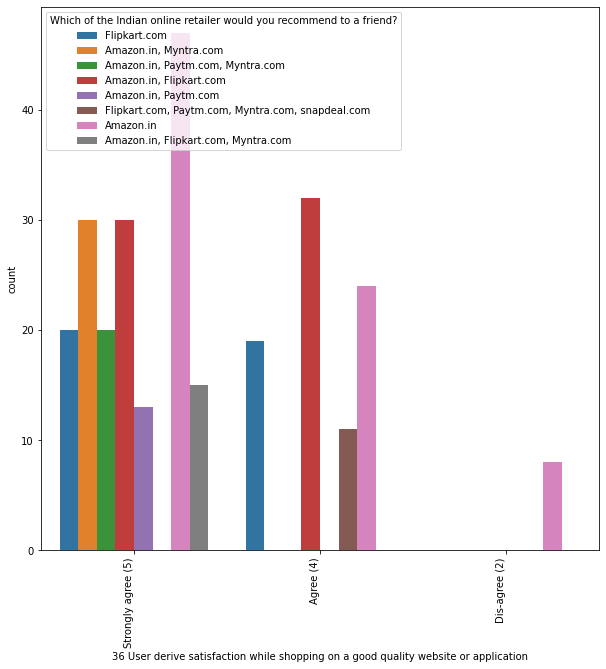 Which of the Indian online retailer would you recommend to a friend?
Flipkart.com
Amazon.in, Myntra.com
Amazon.in, Paytm.com, Myntra.com
Amazon.in, Flipkart.com
Amazon.in, Paytm.com
Flipkart.com, Paytm.com, Myntra.com, snapdeal.com
Amazon.in
Amazon.in, Flipkart.com, Myntra.com
40
30
20
10
0
count
Strongly agree (5)
Agree (4)
Dis-agree (2)
36 User derive satisfaction while shopping on a good quality website or application